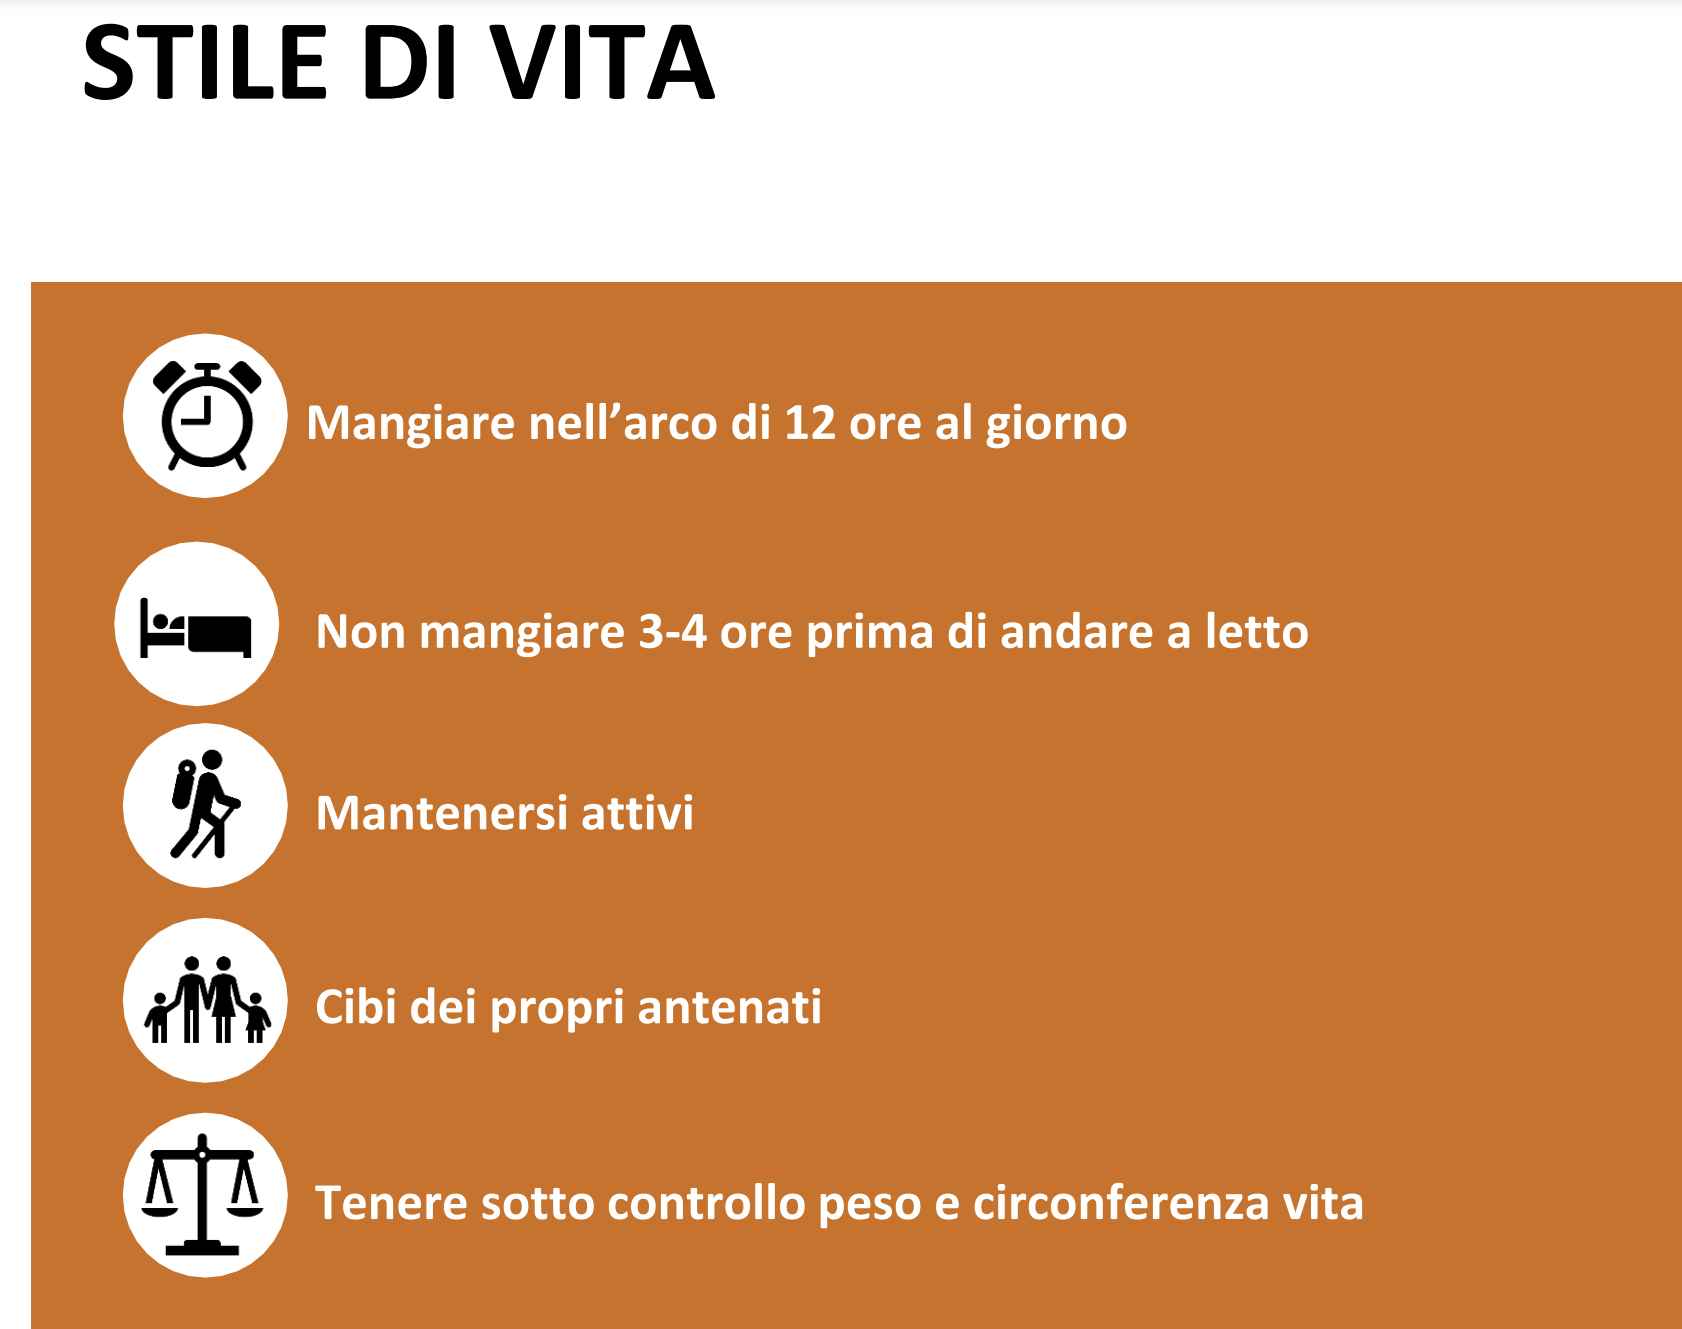 STILE DI VITA
Mangiare nell’arco di 12 ore al giorno
Non mangiare 3-4 ore prima di andare a letto
Mantenersi attivi
Cibi dei propri antenati
Tenere sotto controllo peso e circonferenza vita